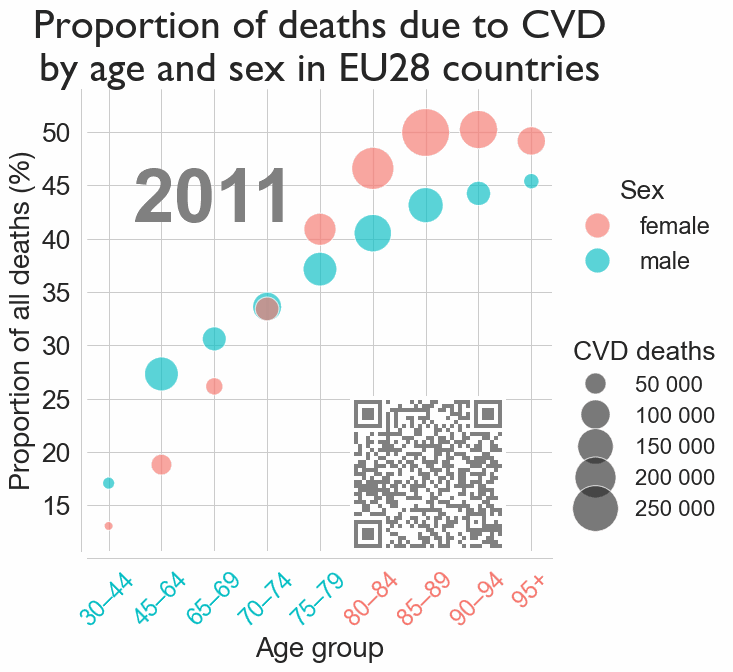 Proportion of deaths due to CVD
by age and sex in EU28 countries
Proportion of all deaths (%)
50
45
40
35
30
25
20
15
2011
30–44
45–64
65–69
70–74
75–79
80–84
85–89
90–94
95+
Age group
Sex
female
male
CVD deaths
50 000
100 000
150 000
200 000
250 000